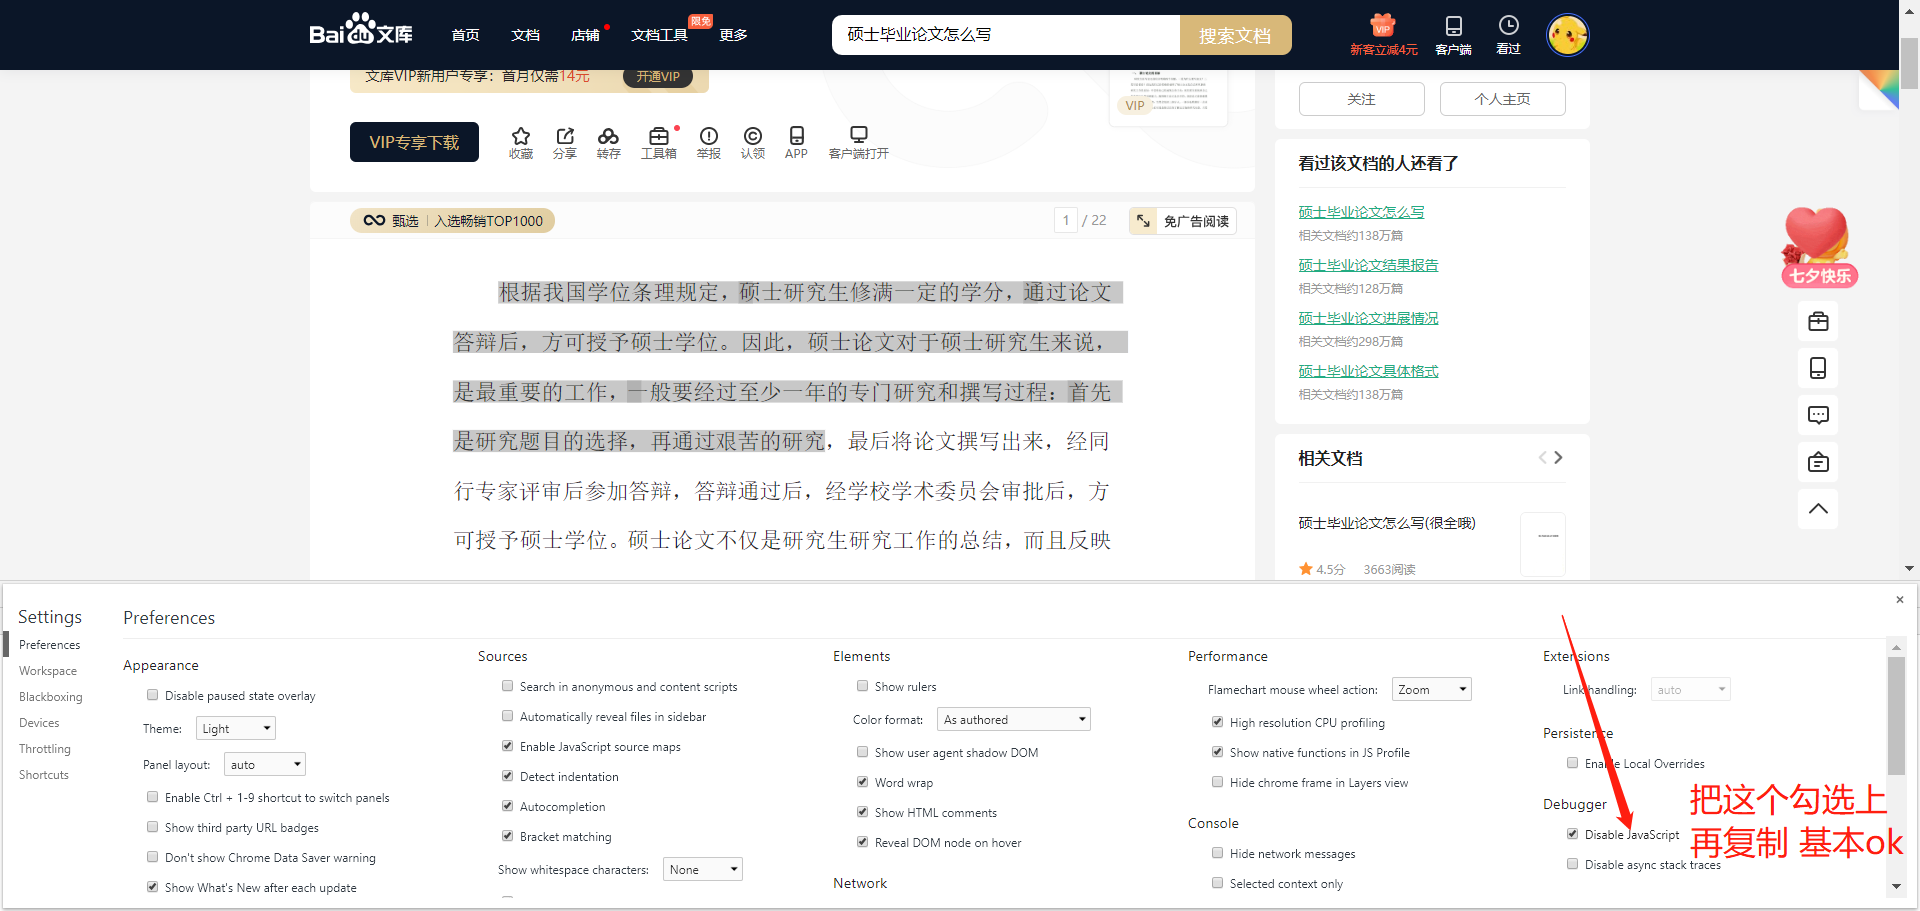 Bai du 文库
首页 文档 店铺 文档工具 限免 更多
硕士毕业论文怎么写 搜索文档
VIP 新客立减4元 客户端 看过
文库VIP新用户专享：首月仅需14元 开通VIP
VIP
VIP专享下载 收藏 分享 转存 工具箱 举报 认领 APP 客户端打开
甄选 入选畅销TOP1000 1 / 22 免广告阅读
根据我国学位条理规定，硕士研究生修满一定的学分，通过论文
答辩后，方可授予硕士学位。因此，硕士论文对于硕士研究生来说，
是最重要的工作，一般要经过至少一年的专门研究和撰写过程：首先
是研究题目的选择，再通过艰苦的研究，最后将论文撰写出来，经同
行专家评审后参加答辩，答辩通过后，经学校学术委员会审批后，方
可授予硕士学位。硕士论文不仅是研究生研究工作的总结，而且反映
关注 个人主页
看过该文档的人还看了
硕士毕业论文怎么写
相关文档约138万篇
硕士毕业论文结果报告
相关文档约128万篇
硕士毕业论文进展情况
相关文档约298万篇
硕士毕业论文具体格式
相关文档约138万篇
相关文档
硕士毕业论文怎么写(很全哦)
4.5分 3663阅读
七夕快乐
Settings
Preferences
Workspace
Blackboxing
Devices
Throttling
Shortcuts
Preferences
Appearance
Disable paused state overlay
Theme: Light
Panel layout: auto
Enable Ctrl + 1-9 shortcut to switch panels
Show third party URL badges
Don't show Chrome Data Saver warning
Show What's New after each update
Sources
Search in anonymous and content scripts
Automatically reveal files in sidebar
Enable JavaScript source maps
Detect indentation
Autocompletion
Bracket matching
Show whitespace characters: None
Elements
Show rulers
Color format: As authored
Show user agent shadow DOM
Word wrap
Show HTML comments
Reveal DOM node on hover
Network
Performance
Flamechart mouse wheel action: Zoom
High resolution CPU profiling
Show native functions in JS Profile
Hide chrome frame in Layers view
Console
Hide network messages
Selected context only
Extensions
Link handling: auto
Persistence
Enable Local Overrides
Debugger
Disable JavaScript
Disable async stack traces
把这个勾选上
再复制 基本ok